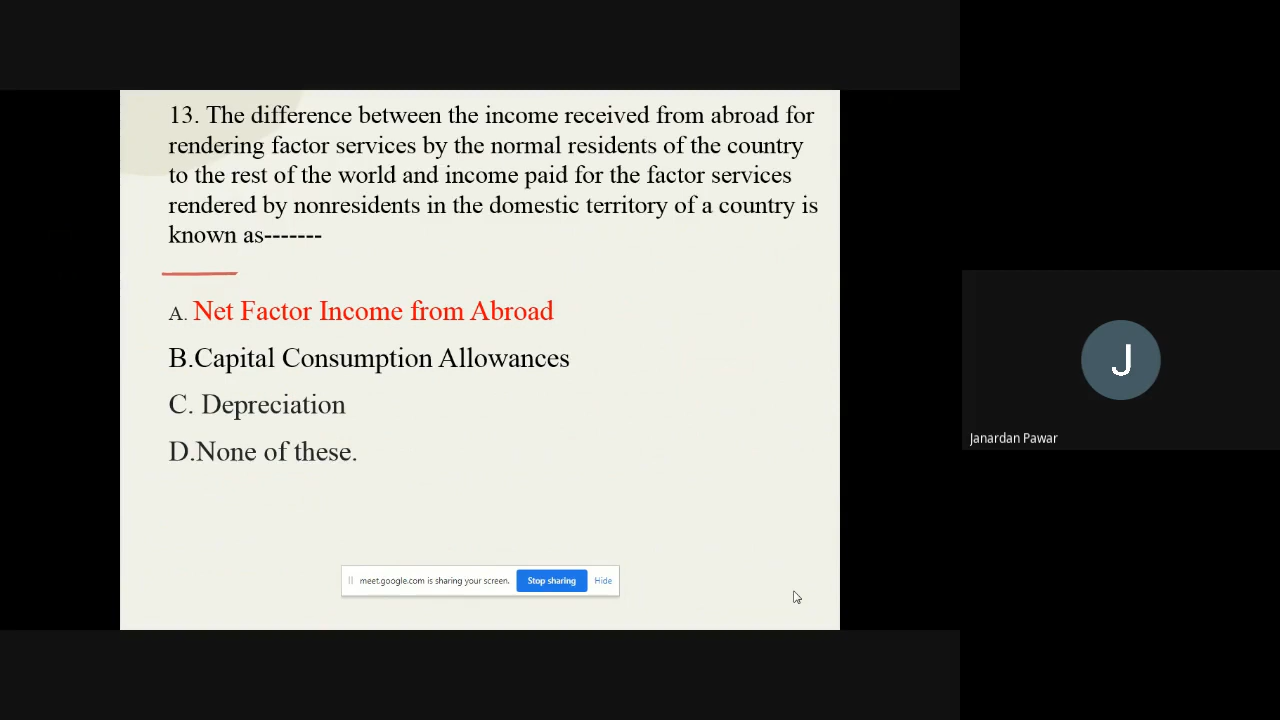 13. The difference between the income received from abroad for
rendering factor services by the normal residents of the country
to the rest of the world and income paid for the factor services
rendered by nonresidents in the domestic territory of a country is
known as-------
A. Net Factor Income from Abroad
B.Capital Consumption Allowances
C. Depreciation
D.None of these.
meet.google.com is sharing your screen. Stop sharing Hide
J
Janardan Pawar